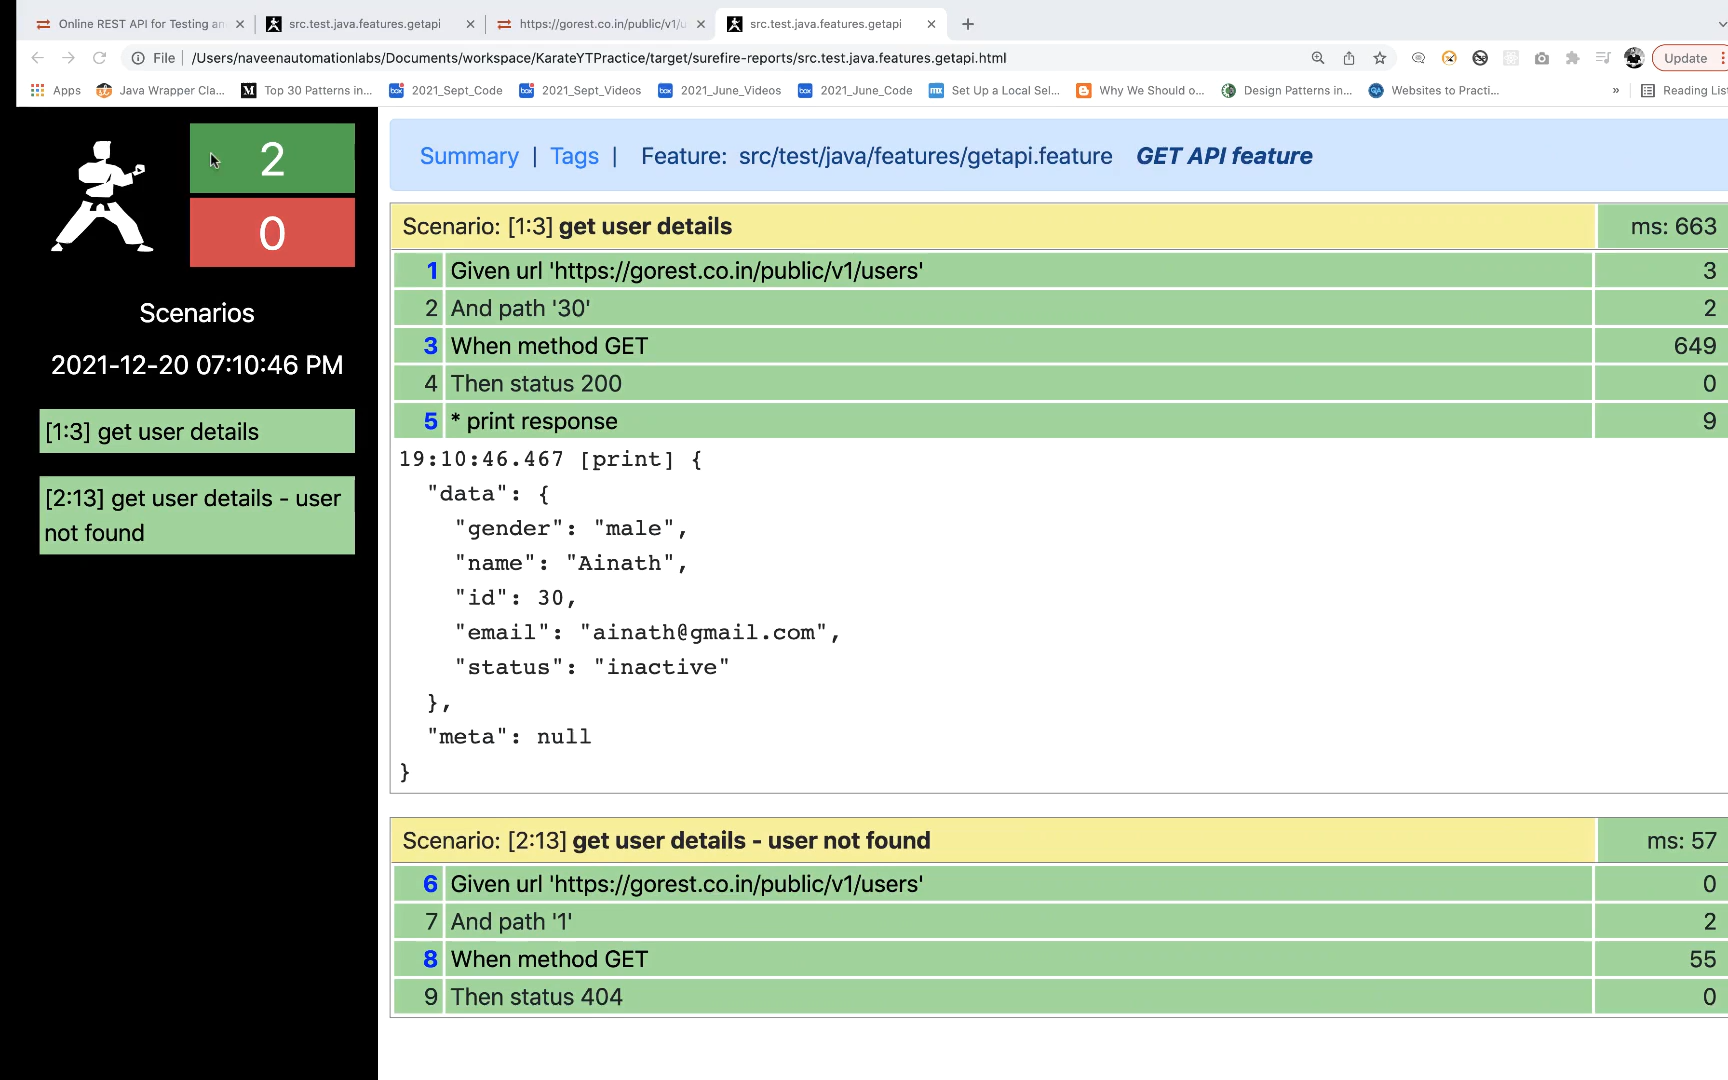 Online REST API for Testing an
src.test.java.features.getapi
https://gorest.co.in/public/v1/u
src.test.java.features.getapi
File | /Users/naveenautomationlabs/Documents/workspace/KarateYTPractice/target/surefire-reports/src.test.java.features.getapi.html
Update
Apps
Java Wrapper Cla...
Top 30 Patterns in...
2021_Sept_Code
2021_Sept_Videos
2021_June_Videos
2021_June_Code
Set Up a Local Sel...
Why We Should o...
Design Patterns in...
Websites to Practi...
»
Reading List
2
0
Scenarios
2021-12-20 07:10:46 PM
[1:3] get user details
[2:13] get user details - user
not found
Summary | Tags | Feature: src/test/java/features/getapi.feature GET API feature
Scenario: [1:3] get user details ms: 663
1 Given url 'https://gorest.co.in/public/v1/users' 3
2 And path '30' 2
3 When method GET 649
4 Then status 200 0
5 * print response 9
19:10:46.467 [print] {
"data": {
"gender": "male",
"name": "Ainath",
"id": 30,
"email": "ainath@gmail.com",
"status": "inactive"
},
"meta": null
}
Scenario: [2:13] get user details - user not found ms: 57
6 Given url 'https://gorest.co.in/public/v1/users' 0
7 And path '1' 2
8 When method GET 55
9 Then status 404 0